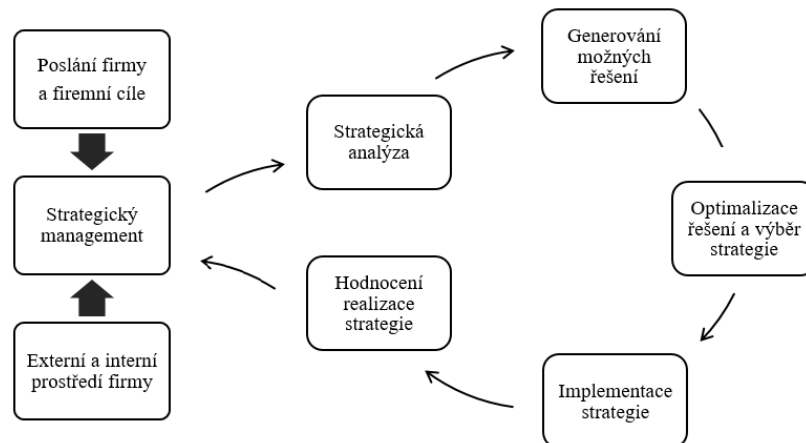 Poslání firmy
a firemní cíle
Strategický
management
Externí a interní
prostředí firmy
Strategická
analýza
Generování
možných
řešení
Optimalizace
řešení a výběr
strategie
Implementace
strategie
Hodnocení
realizace
strategie